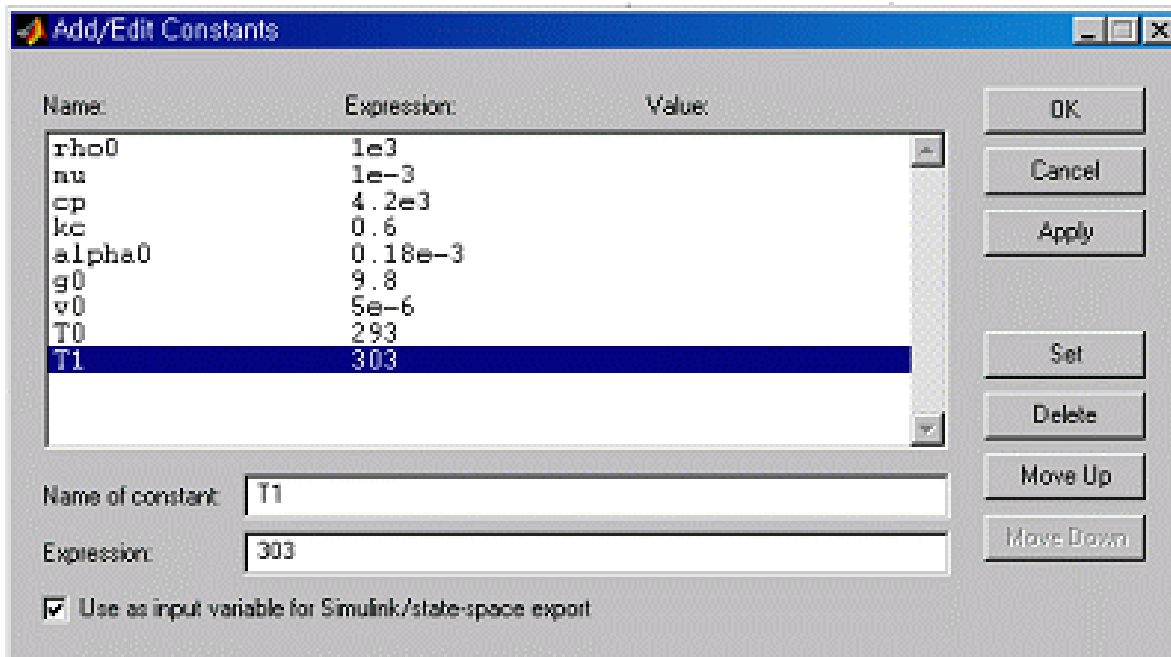 Add/Edit Constants
Name: Expression: Value:
rho0 1e3
nu 1e-3
cp 4.2e3
kc 0.6
alpha0 0.18e-3
g0 9.8
v0 5e-6
T0 293
T1 303
Name of constant: T1
Expression: 303
Use as input variable for Simulink/state-space export
OK
Cancel
Apply
Set
Delete
Move Up
Move Down